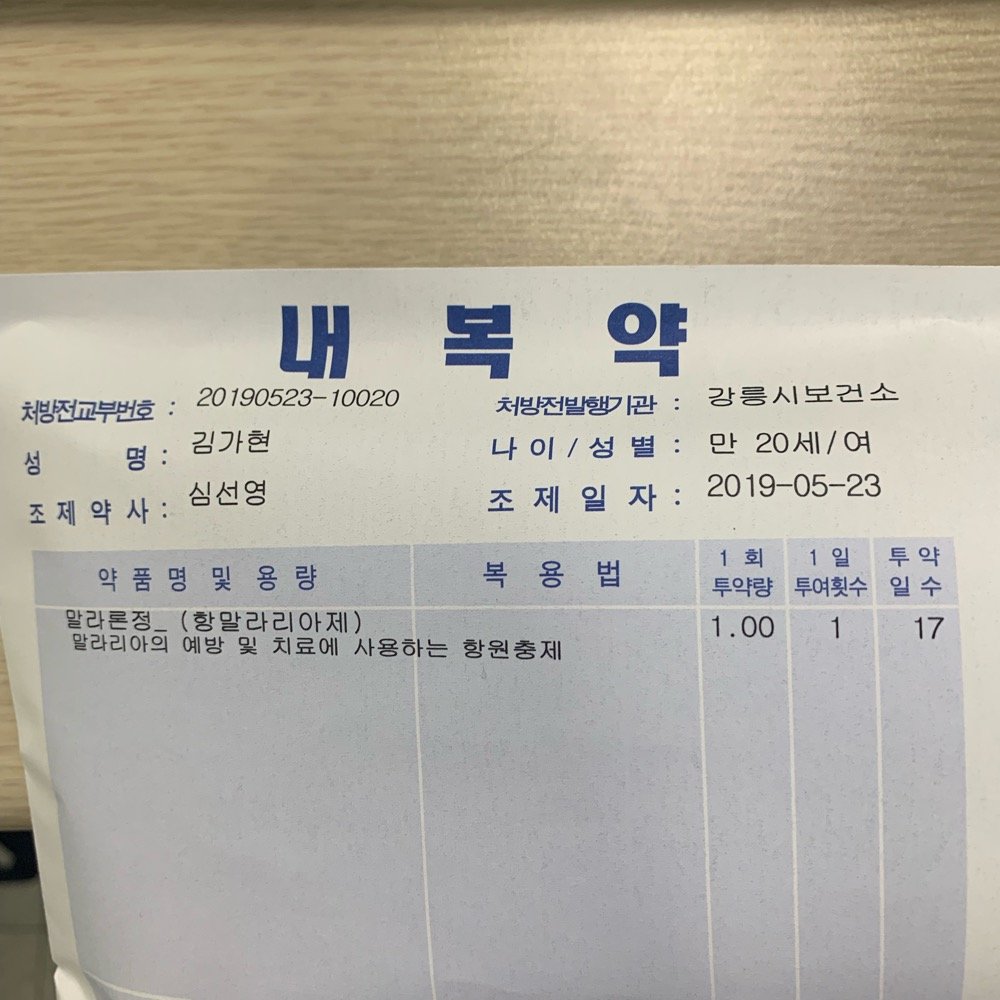 내 복 약
처방전교부번호 : 20190523-10020 처방전발행기관 : 강릉시보건소
성 명 : 김가현 나 이 / 성 별 : 만 20세/여
조 제 약 사 : 심선영 조 제 일 자 : 2019-05-23
약 품 명 및 용 량 복 용 법 1 회 투약량 1 일 투여횟수 투 약 일 수
말라론정_ (항말라리아제) 1.00 1 17
말라리아의 예방 및 치료에 사용하는 항원충제